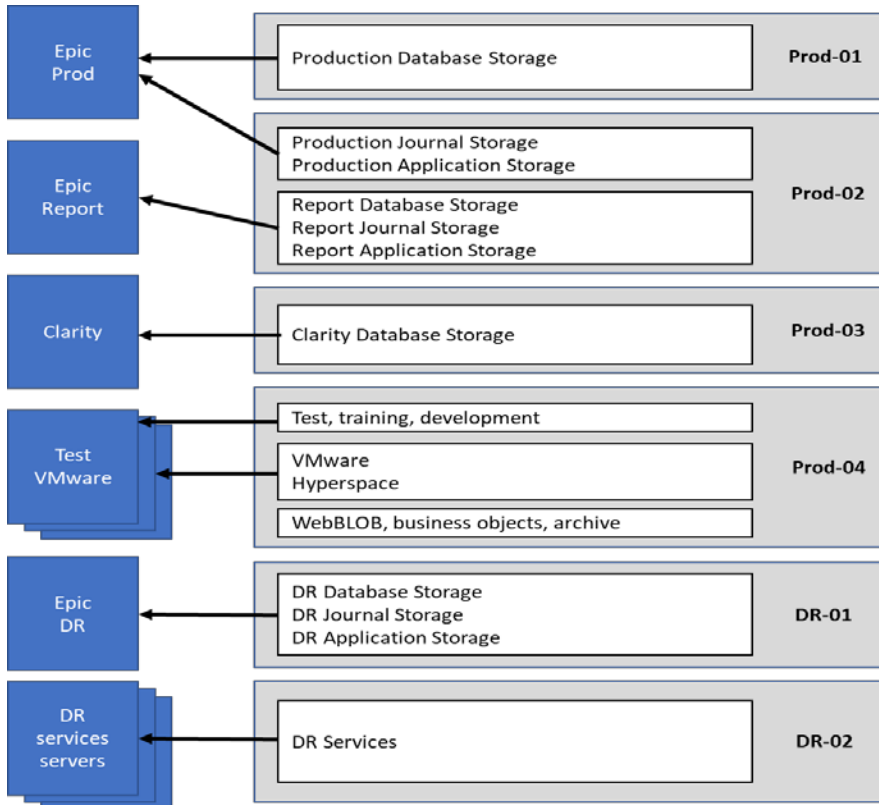 Epic
Prod
Production Database Storage
Prod-01
Production Journal Storage
Production Application Storage
Epic
Report
Report Database Storage
Report Journal Storage
Report Application Storage
Prod-02
Clarity
Clarity Database Storage
Prod-03
Test
VMware
Test, training, development
VMware
Hyperspace
WebBLOB, business objects, archive
Prod-04
Epic
DR
DR Database Storage
DR Journal Storage
DR Application Storage
DR-01
DR
services
servers
DR Services
DR-02